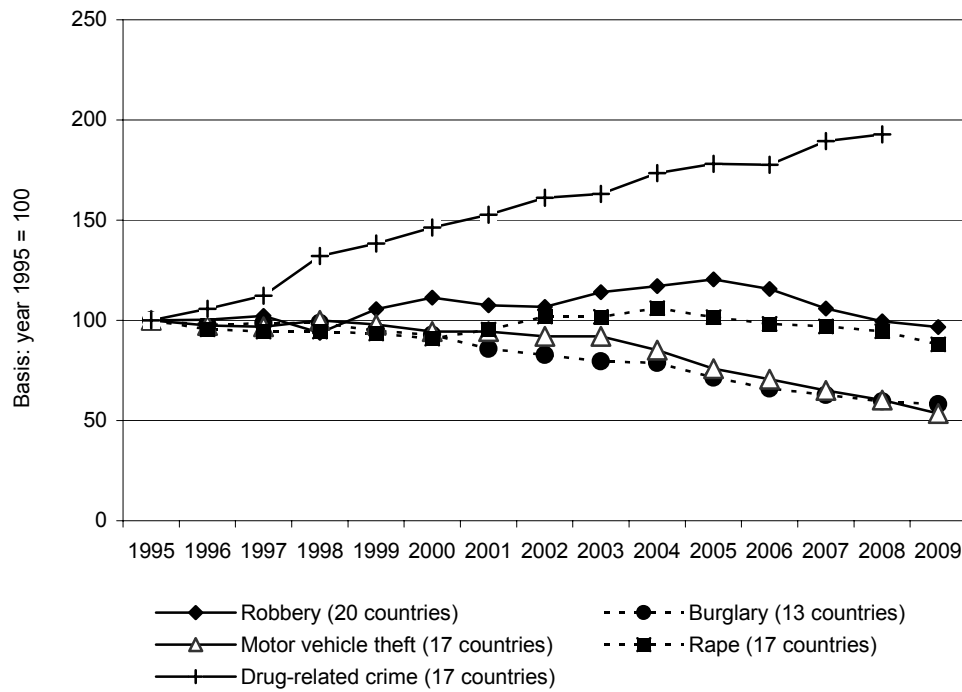 250
200
150
100
50
0
Basis: year 1995 = 100
1995 1996 1997 1998 1999 2000 2001 2002 2003 2004 2005 2006 2007 2008 2009
Robbery (20 countries) Burglary (13 countries)
Motor vehicle theft (17 countries) Rape (17 countries)
Drug-related crime (17 countries)